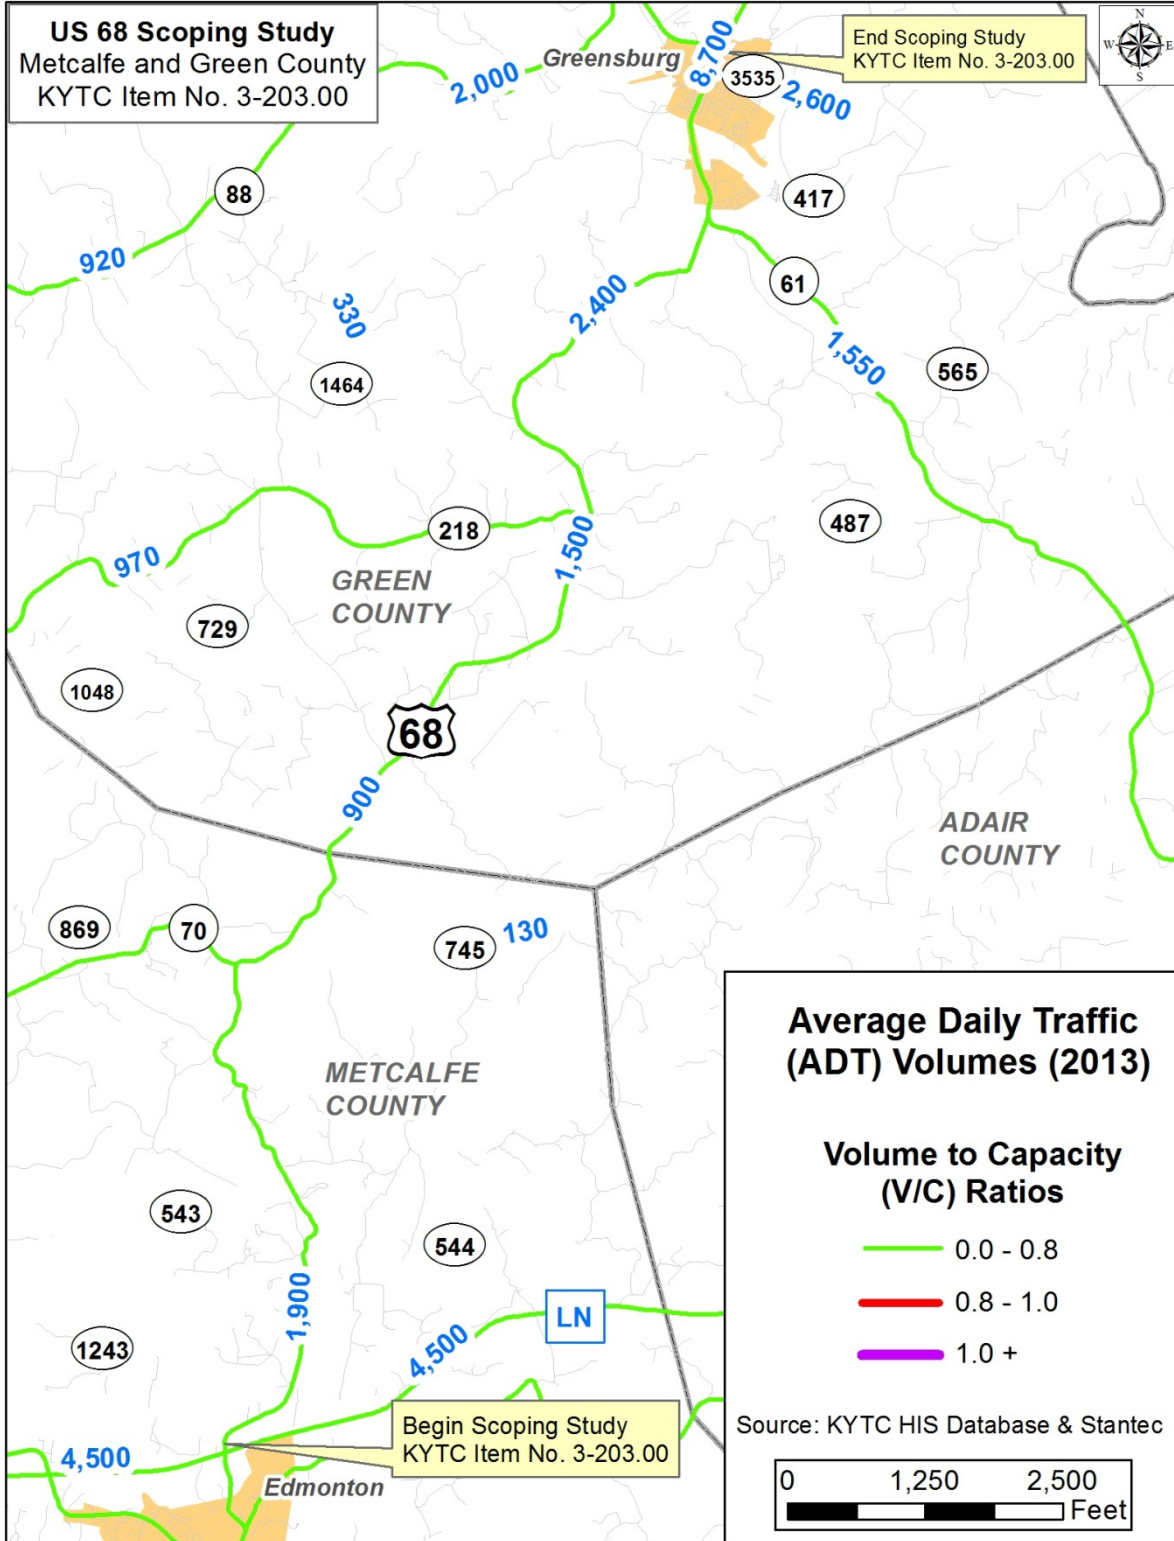 US 68 Scoping Study
Metcalfe and Green County
KYTC Item No. 3-203.00
Greensburg
8,700
End Scoping Study
KYTC Item No. 3-203.00
N
W
E
S
3535
2,600
2,000
88
417
920
61
330
2,400
1,550
1464
565
218
1,500
487
970
GREEN
COUNTY
729
1048
68
900
ADAIR
COUNTY
869
70
745
130
METCALFE
COUNTY
543
544
1,900
LN
1243
4,500
Begin Scoping Study
KYTC Item No. 3-203.00
4,500
Edmonton
Average Daily Traffic
(ADT) Volumes (2013)
Volume to Capacity
(V/C) Ratios
0.0 - 0.8
0.8 - 1.0
1.0 +
Source: KYTC HIS Database & Stantec
0 1,250 2,500
Feet